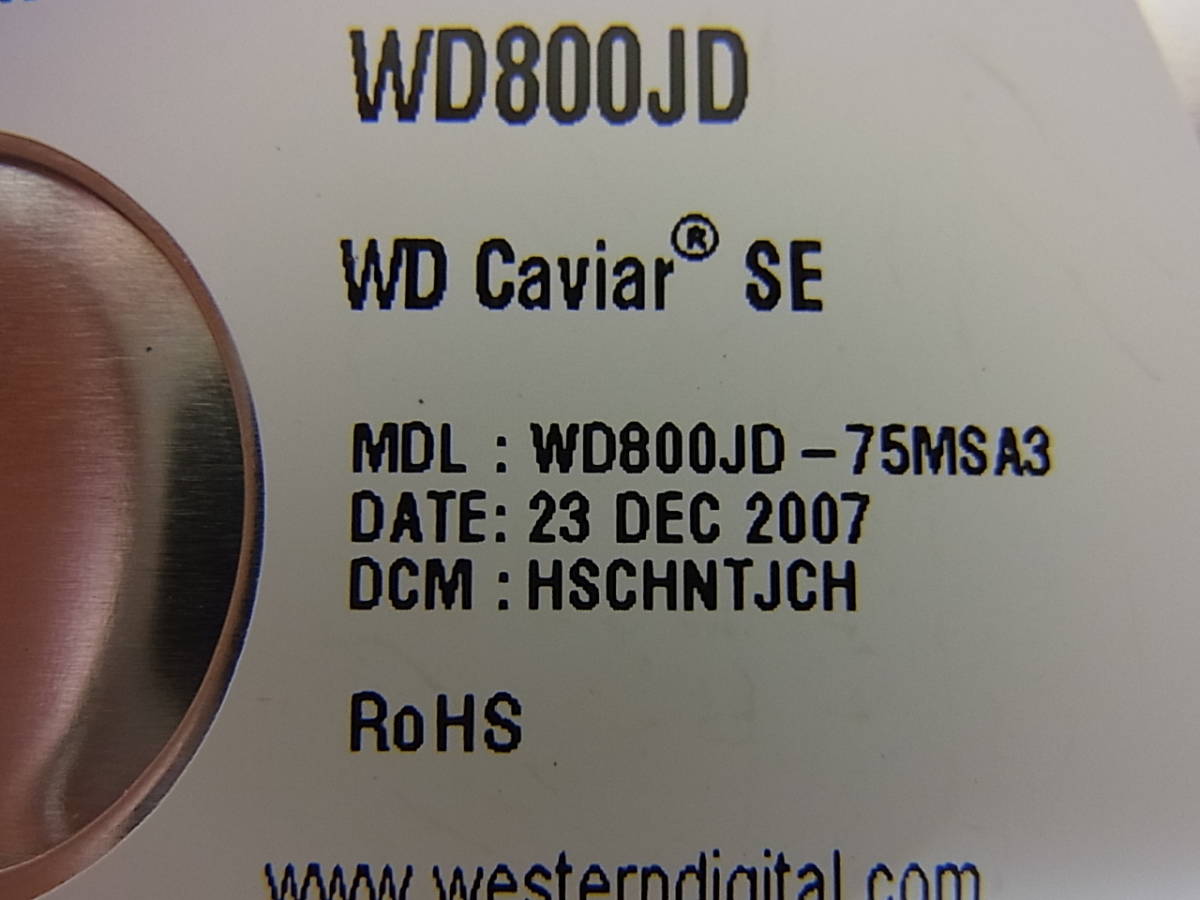 WD800JD
WD Caviar® SE
MDL : WD800JD-75MSA3
DATE: 23 DEC 2007
DCM : HSCHNTJCH
RoHS
www.westerndigital.com